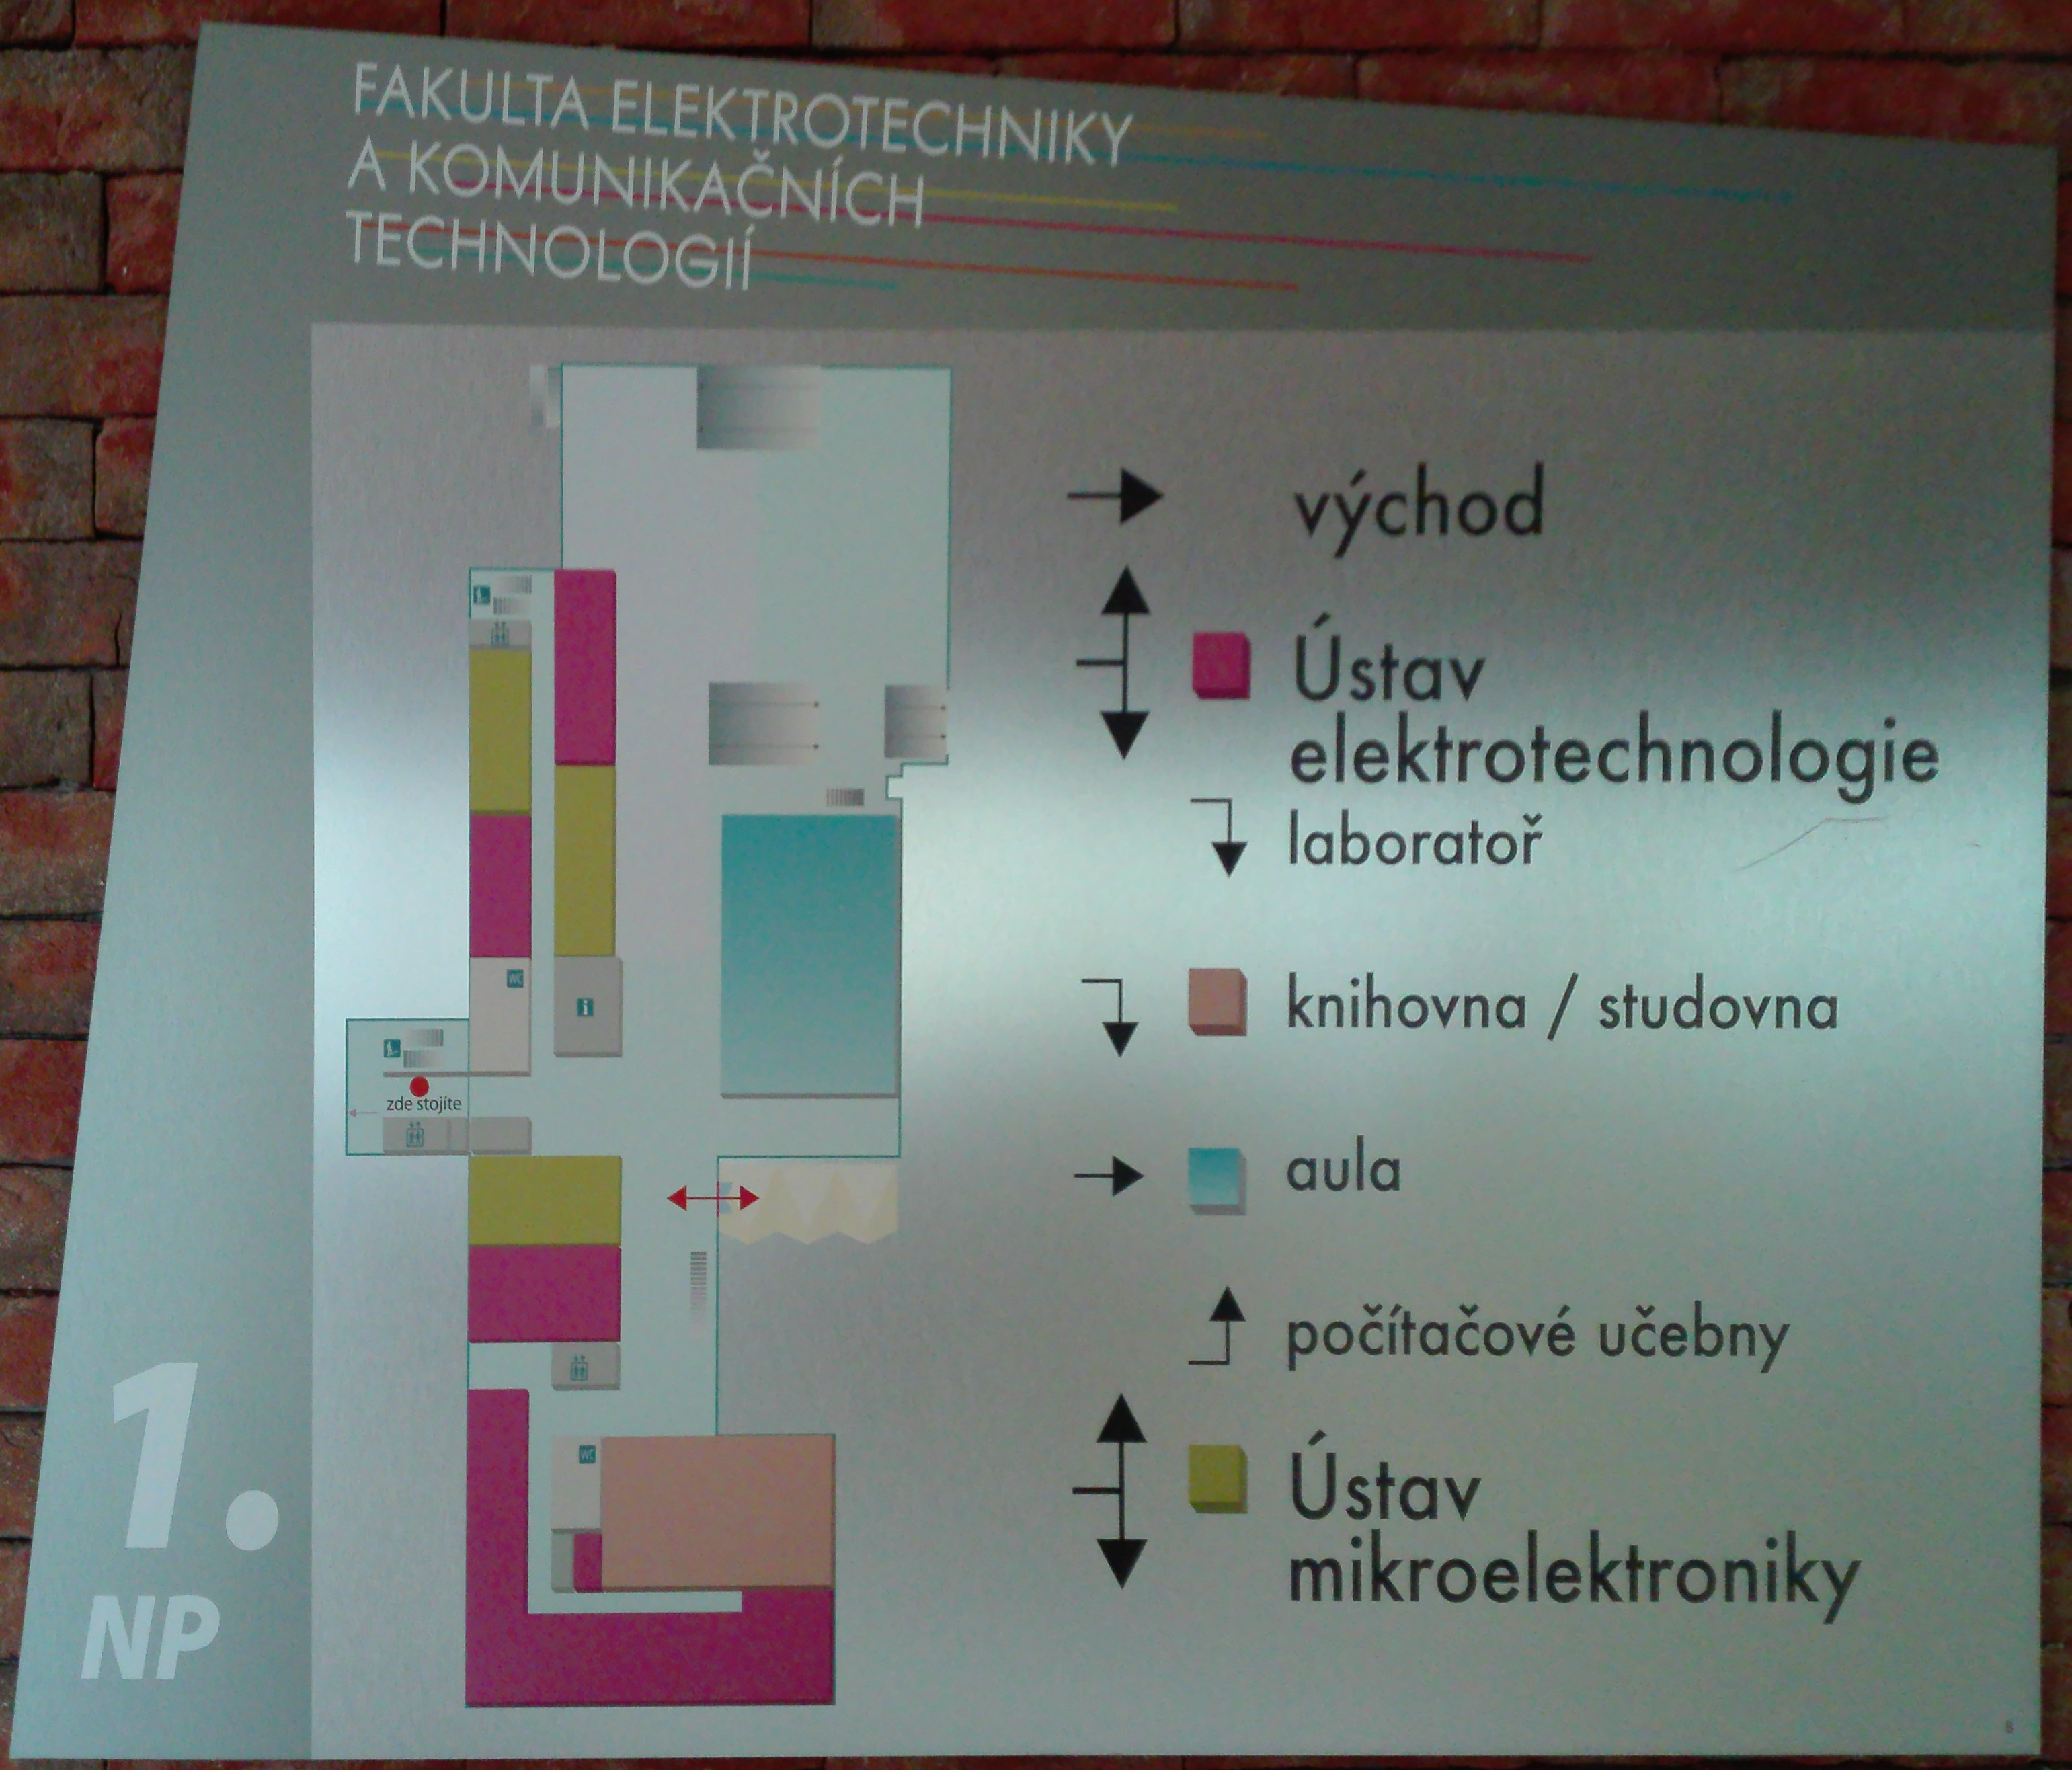 FAKULTA ELEKTROTECHNIKY
A KOMUNIKAČNÍCH
TECHNOLOGIÍ
východ
Ústav
elektrotechnologie
laboratoř
knihovna / studovna
aula
počítačové učebny
Ústav
mikroelektroniky
WC
i
zde stojíte
WC
1.
NP